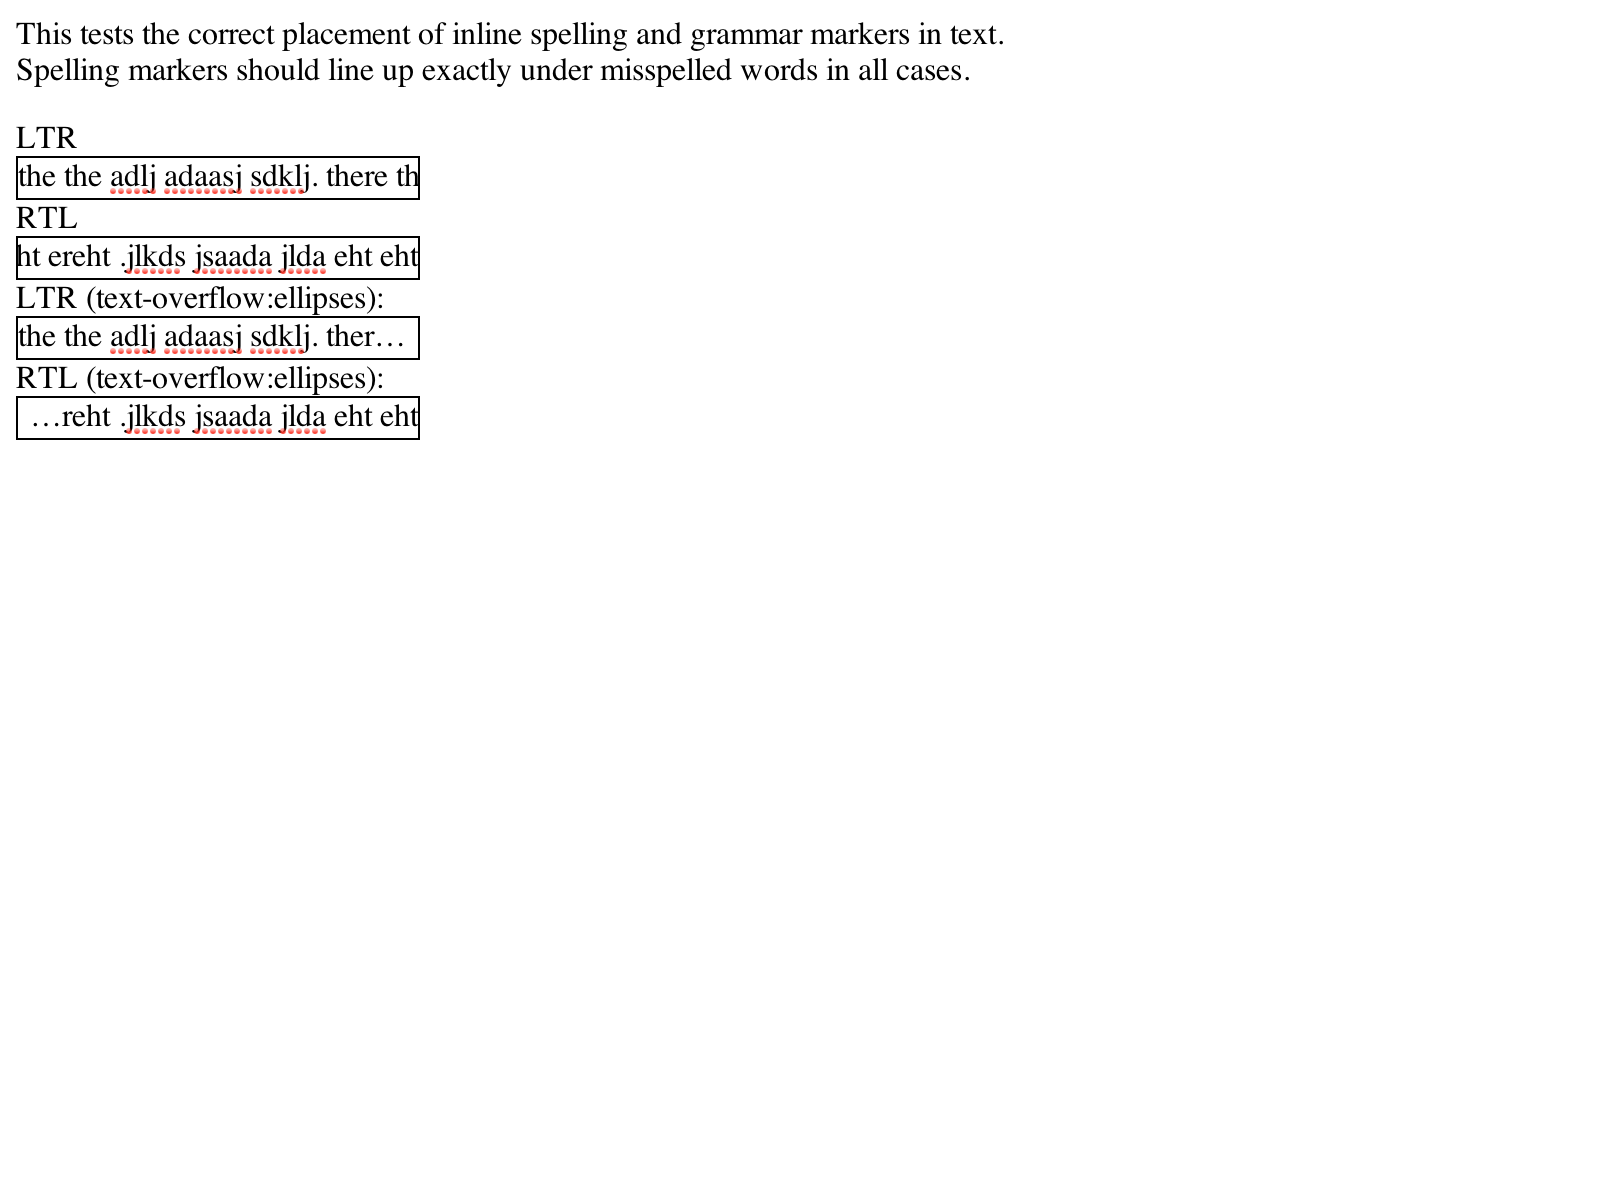 This tests the correct placement of inline spelling and grammar markers in text.
Spelling markers should line up exactly under misspelled words in all cases.
LTR
the the adlj adaasj sdklj. there th
RTL
ht ereht .jlkds jsaada jlda eht eht
LTR (text-overflow:ellipses):
the the adlj adaasj sdklj. ther…
RTL (text-overflow:ellipses):
…reht .jlkds jsaada jlda eht eht